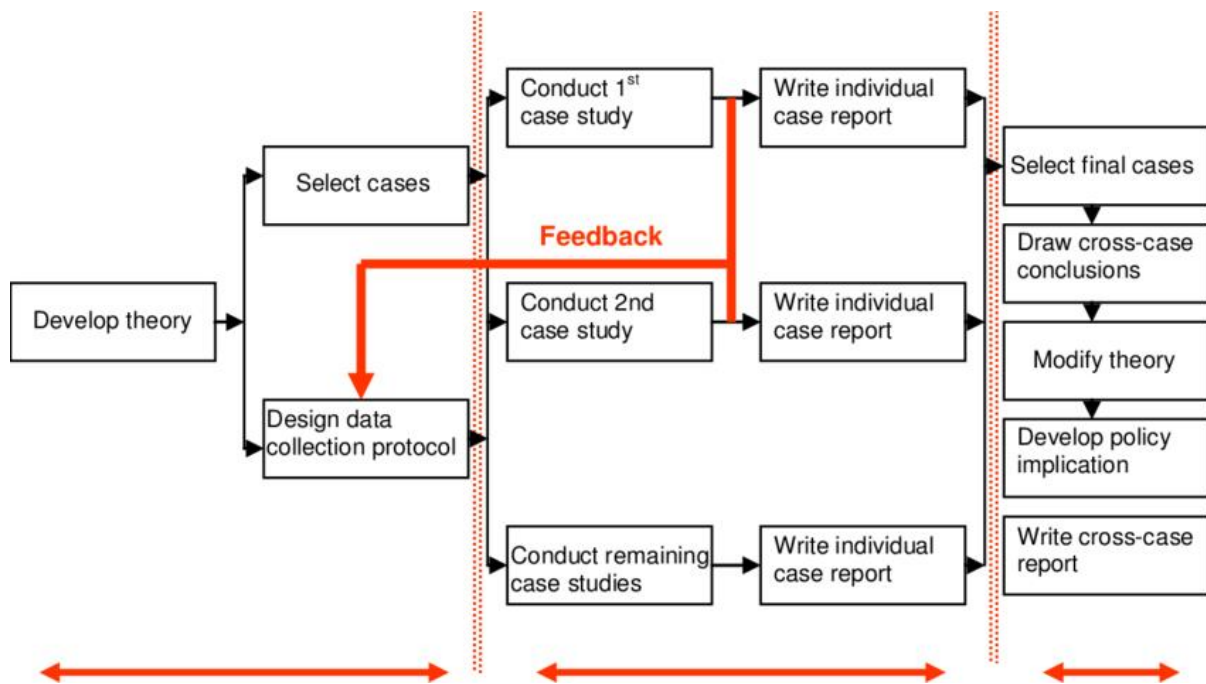 Develop theory
Select cases
Design data
collection protocol
Feedback
Conduct 1st
case study
Write individual
case report
Conduct 2nd
case study
Write individual
case report
Conduct remaining
case studies
Write individual
case report
Select final cases
Draw cross-case
conclusions
Modify theory
Develop policy
implication
Write cross-case
report